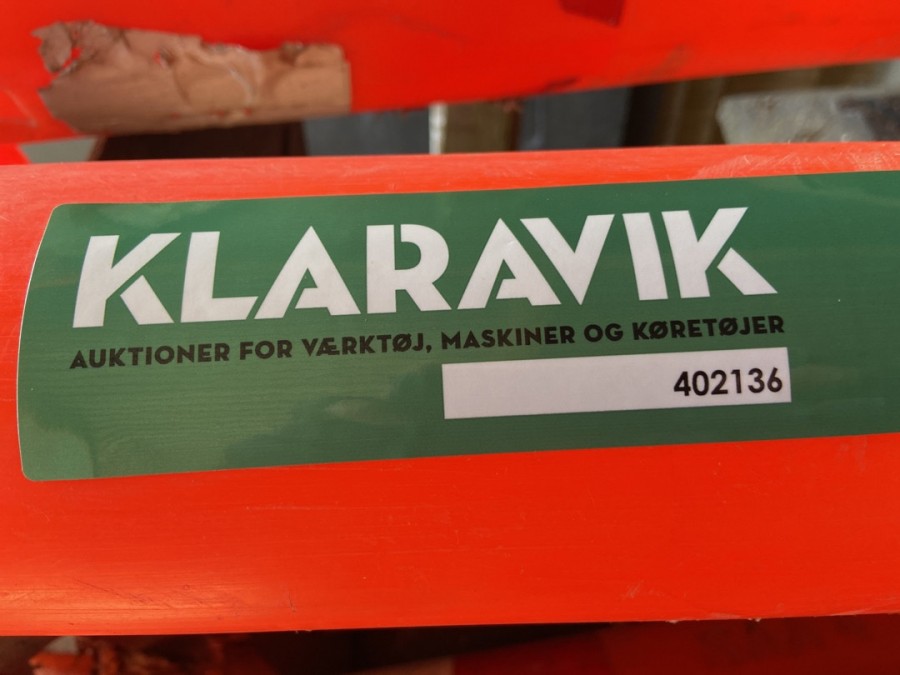 KLARAVIK
AUKTIONER FOR VÆRKTØJ, MASKINER OG KØRETØJER
402136